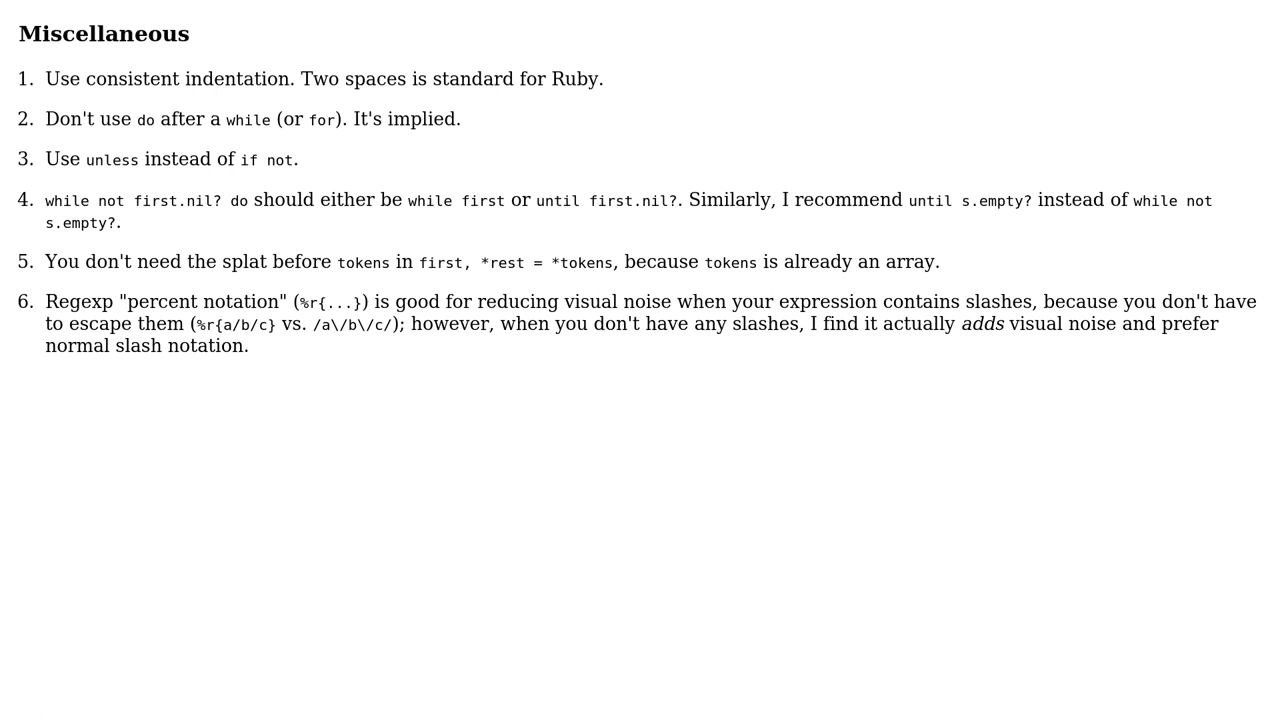 Miscellaneous
1. Use consistent indentation. Two spaces is standard for Ruby.
2. Don't use do after a while (or for). It's implied.
3. Use unless instead of if not.
4. while not first.nil? do should either be while first or until first.nil?. Similarly, I recommend until s.empty? instead of while not
s.empty?.
5. You don't need the splat before tokens in first, *rest = *tokens, because tokens is already an array.
6. Regexp "percent notation" (%r{...}) is good for reducing visual noise when your expression contains slashes, because you don't have
to escape them (%r{a/b/c} vs. /a\/b\/c/); however, when you don't have any slashes, I find it actually adds visual noise and prefer
normal slash notation.